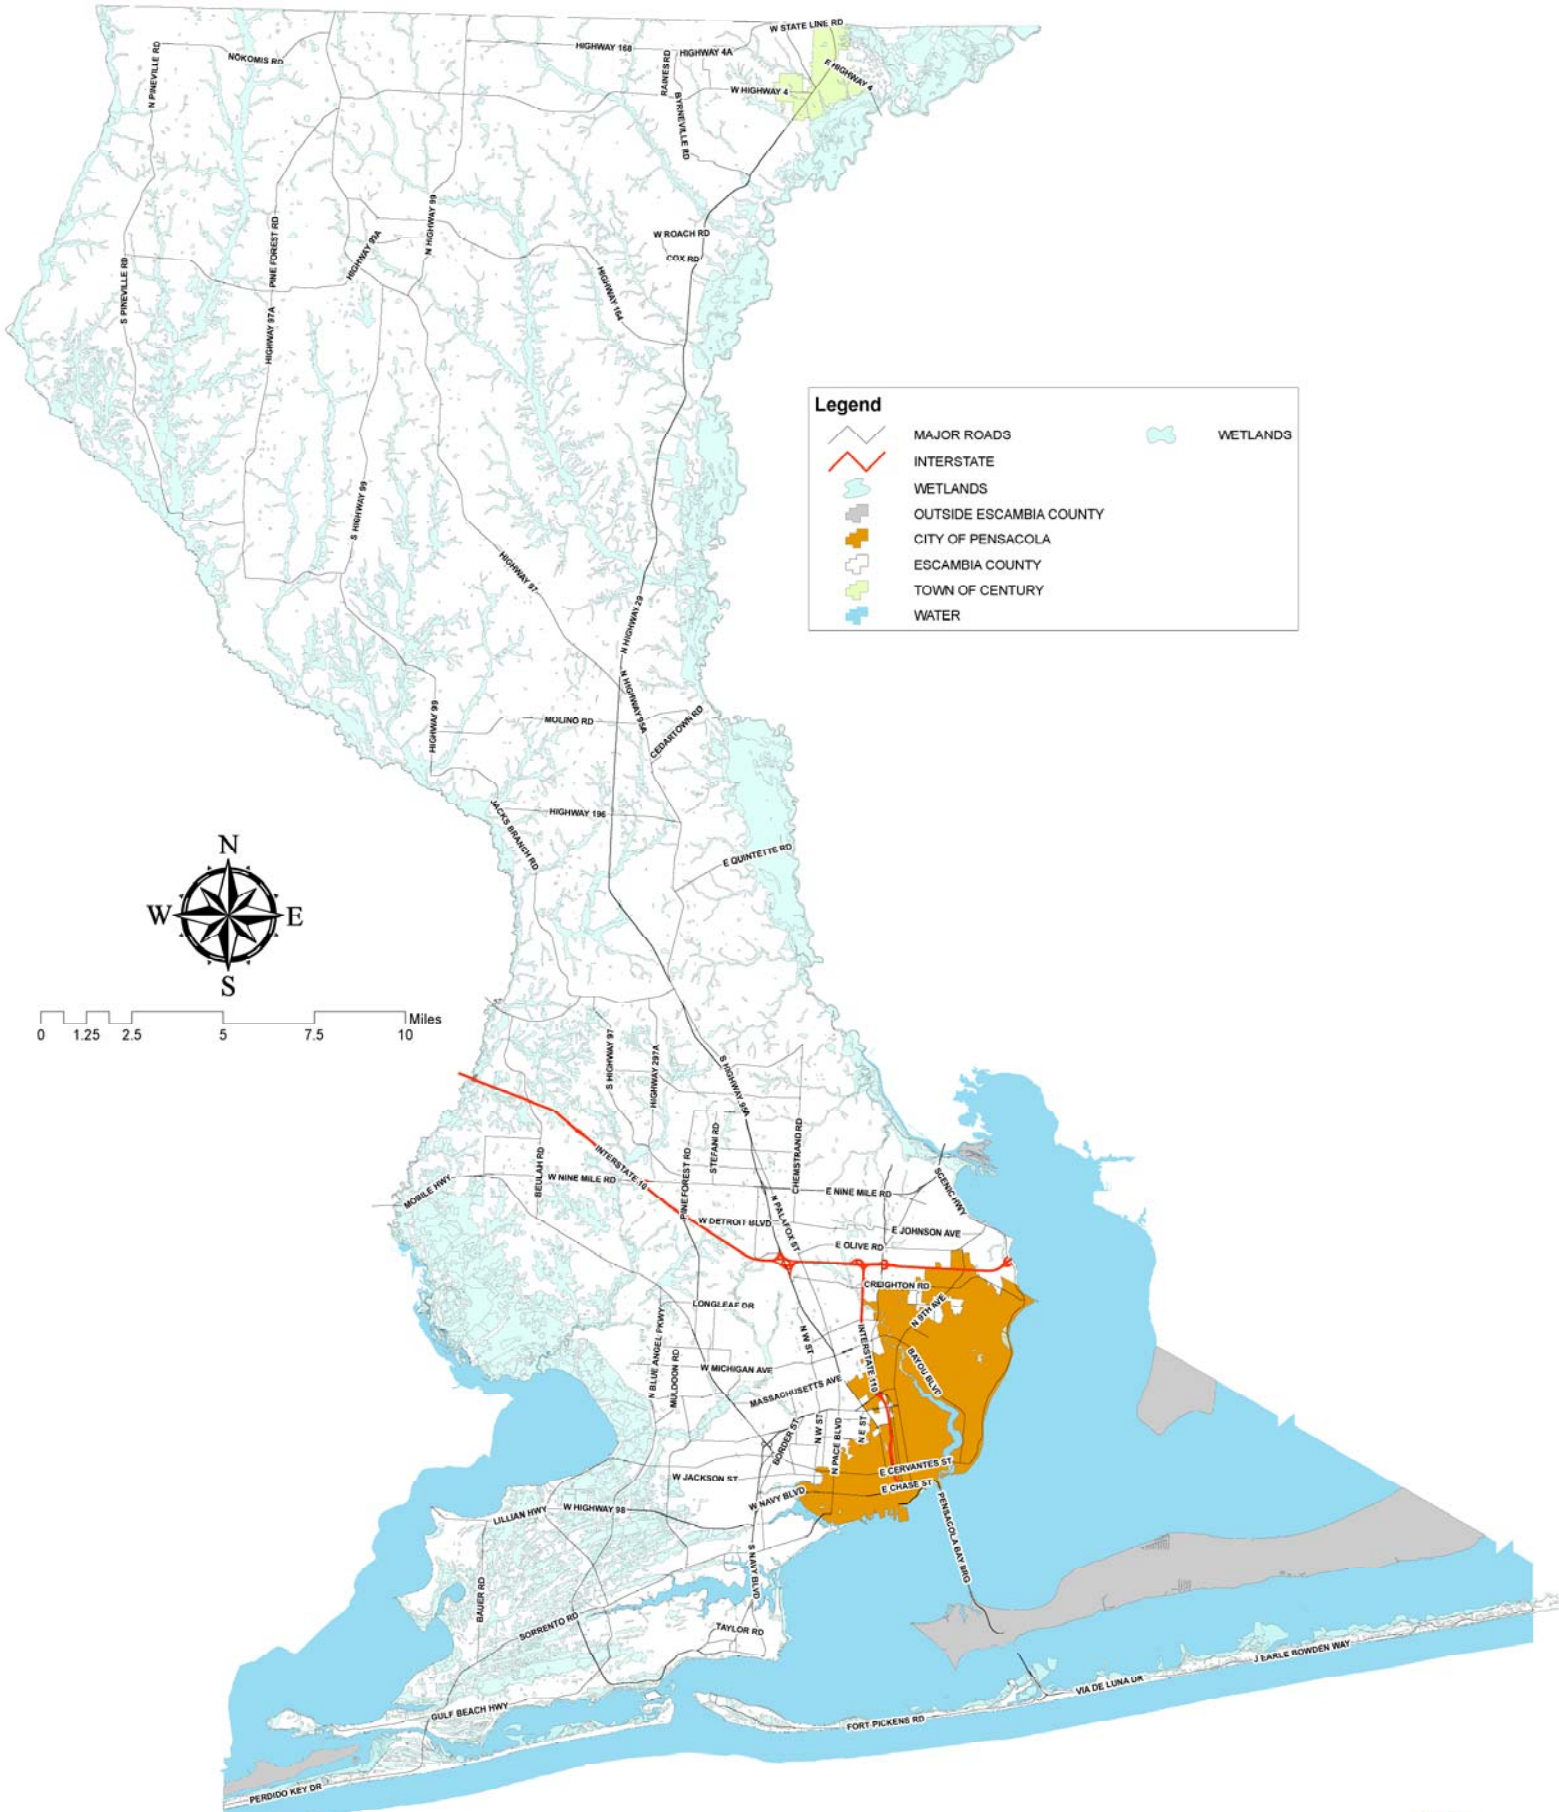 W STATE LINE RD
HIGHWAY 168
HIGHWAY 4A
NOKOMIS RD
N PINEVILLE RD
RAINES RD
E HIGHWAY 4
W HIGHWAY 4
BYRNEVILLE RD
N HIGHWAY 99
W ROACH RD
PINE FOREST RD
COX RD
S PINEVILLE RD
HIGHWAY 164
HIGHWAY 97A
Legend
MAJOR ROADS
WETLANDS
INTERSTATE
WETLANDS
OUTSIDE ESCAMBIA COUNTY
CITY OF PENSACOLA
ESCAMBIA COUNTY
TOWN OF CENTURY
WATER
S HIGHWAY 99
HIGHWAY 97
N HIGHWAY 29
N HIGHWAY 95A
HIGHWAY 99
MOLINO RD
CEDARTOWN RD
HIGHWAY 196
JACKS BRANCH RD
E QUINTETTE RD
N
W E
S
Miles
0 1.25 2.5 5 7.5 10
S HIGHWAY 97
HIGHWAY 297A
S HIGHWAY 95A
STEFANI RD
CHEMSTRAND RD
BEULAH RD
INTERSTATE 10
W NINE MILE RD
PINE FOREST RD
MOBILE HWY
E NINE MILE RD
SCENIC HWY
N PALAFOX ST
W DETROIT BLVD
E JOHNSON AVE
E OLIVE RD
CREIGHTON RD
LONGLEAF DR
N 9TH AVE
N BLUE ANGEL PKWY
N W ST
INTERSTATE 110
BAYOU BLVD
MULDOON RD
W MICHIGAN AVE
MASSACHUSETTS AVE
BORDER ST
N W ST
N PACE BLVD
N E ST
W JACKSON ST
E CERVANTES ST
E CHASE ST
W NAVY BLVD
LILLIAN HWY
W HIGHWAY 98
PENSACOLA BAY BRG
S NAVY BLVD
BAUER RD
SORRENTO RD
TAYLOR RD
J EARLE BOWDEN WAY
VIA DE LUNA DR
GULF BEACH HWY
FORT PICKENS RD
PERDIDO KEY DR